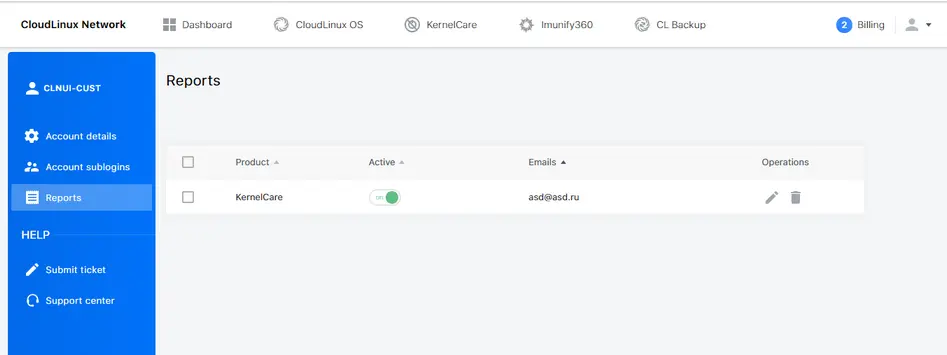 CloudLinux Network Dashboard CloudLinux OS KernelCare Imunify360 CL Backup 2 Billing
CLNUI-CUST
Account details
Account sublogins
Reports
HELP
Submit ticket
Support center
Reports
Product Active Emails Operations
KernelCare on asd@asd.ru